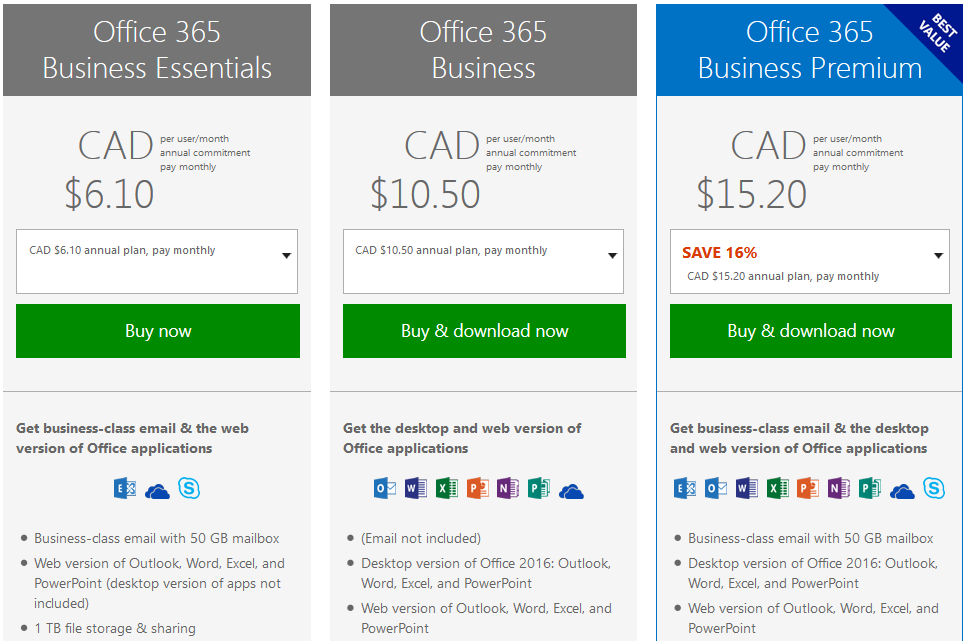 Office 365
Business Essentials
CAD
$6.10
per user/month
annual commitment
pay monthly
CAD $6.10 annual plan, pay monthly
Buy now
Get business-class email & the web
version of Office applications
E
S
Business-class email with 50 GB mailbox
Web version of Outlook, Word, Excel, and
PowerPoint (desktop version of apps not
included)
1 TB file storage & sharing
Office 365
Business
CAD
$10.50
per user/month
annual commitment
pay monthly
CAD $10.50 annual plan, pay monthly
Buy & download now
Get the desktop and web version of
Office applications
O W X P N P
(Email not included)
Desktop version of Office 2016: Outlook,
Word, Excel, and PowerPoint
Web version of Outlook, Word, Excel, and
PowerPoint
Office 365
Business Premium
BEST
VALUE
CAD
$15.20
per user/month
annual commitment
pay monthly
SAVE 16%
CAD $15.20 annual plan, pay monthly
Buy & download now
Get business-class email & the desktop
and web version of Office applications
E O W X P N P S
Business-class email with 50 GB mailbox
Desktop version of Office 2016: Outlook,
Word, Excel, and PowerPoint
Web version of Outlook, Word, Excel, and
PowerPoint